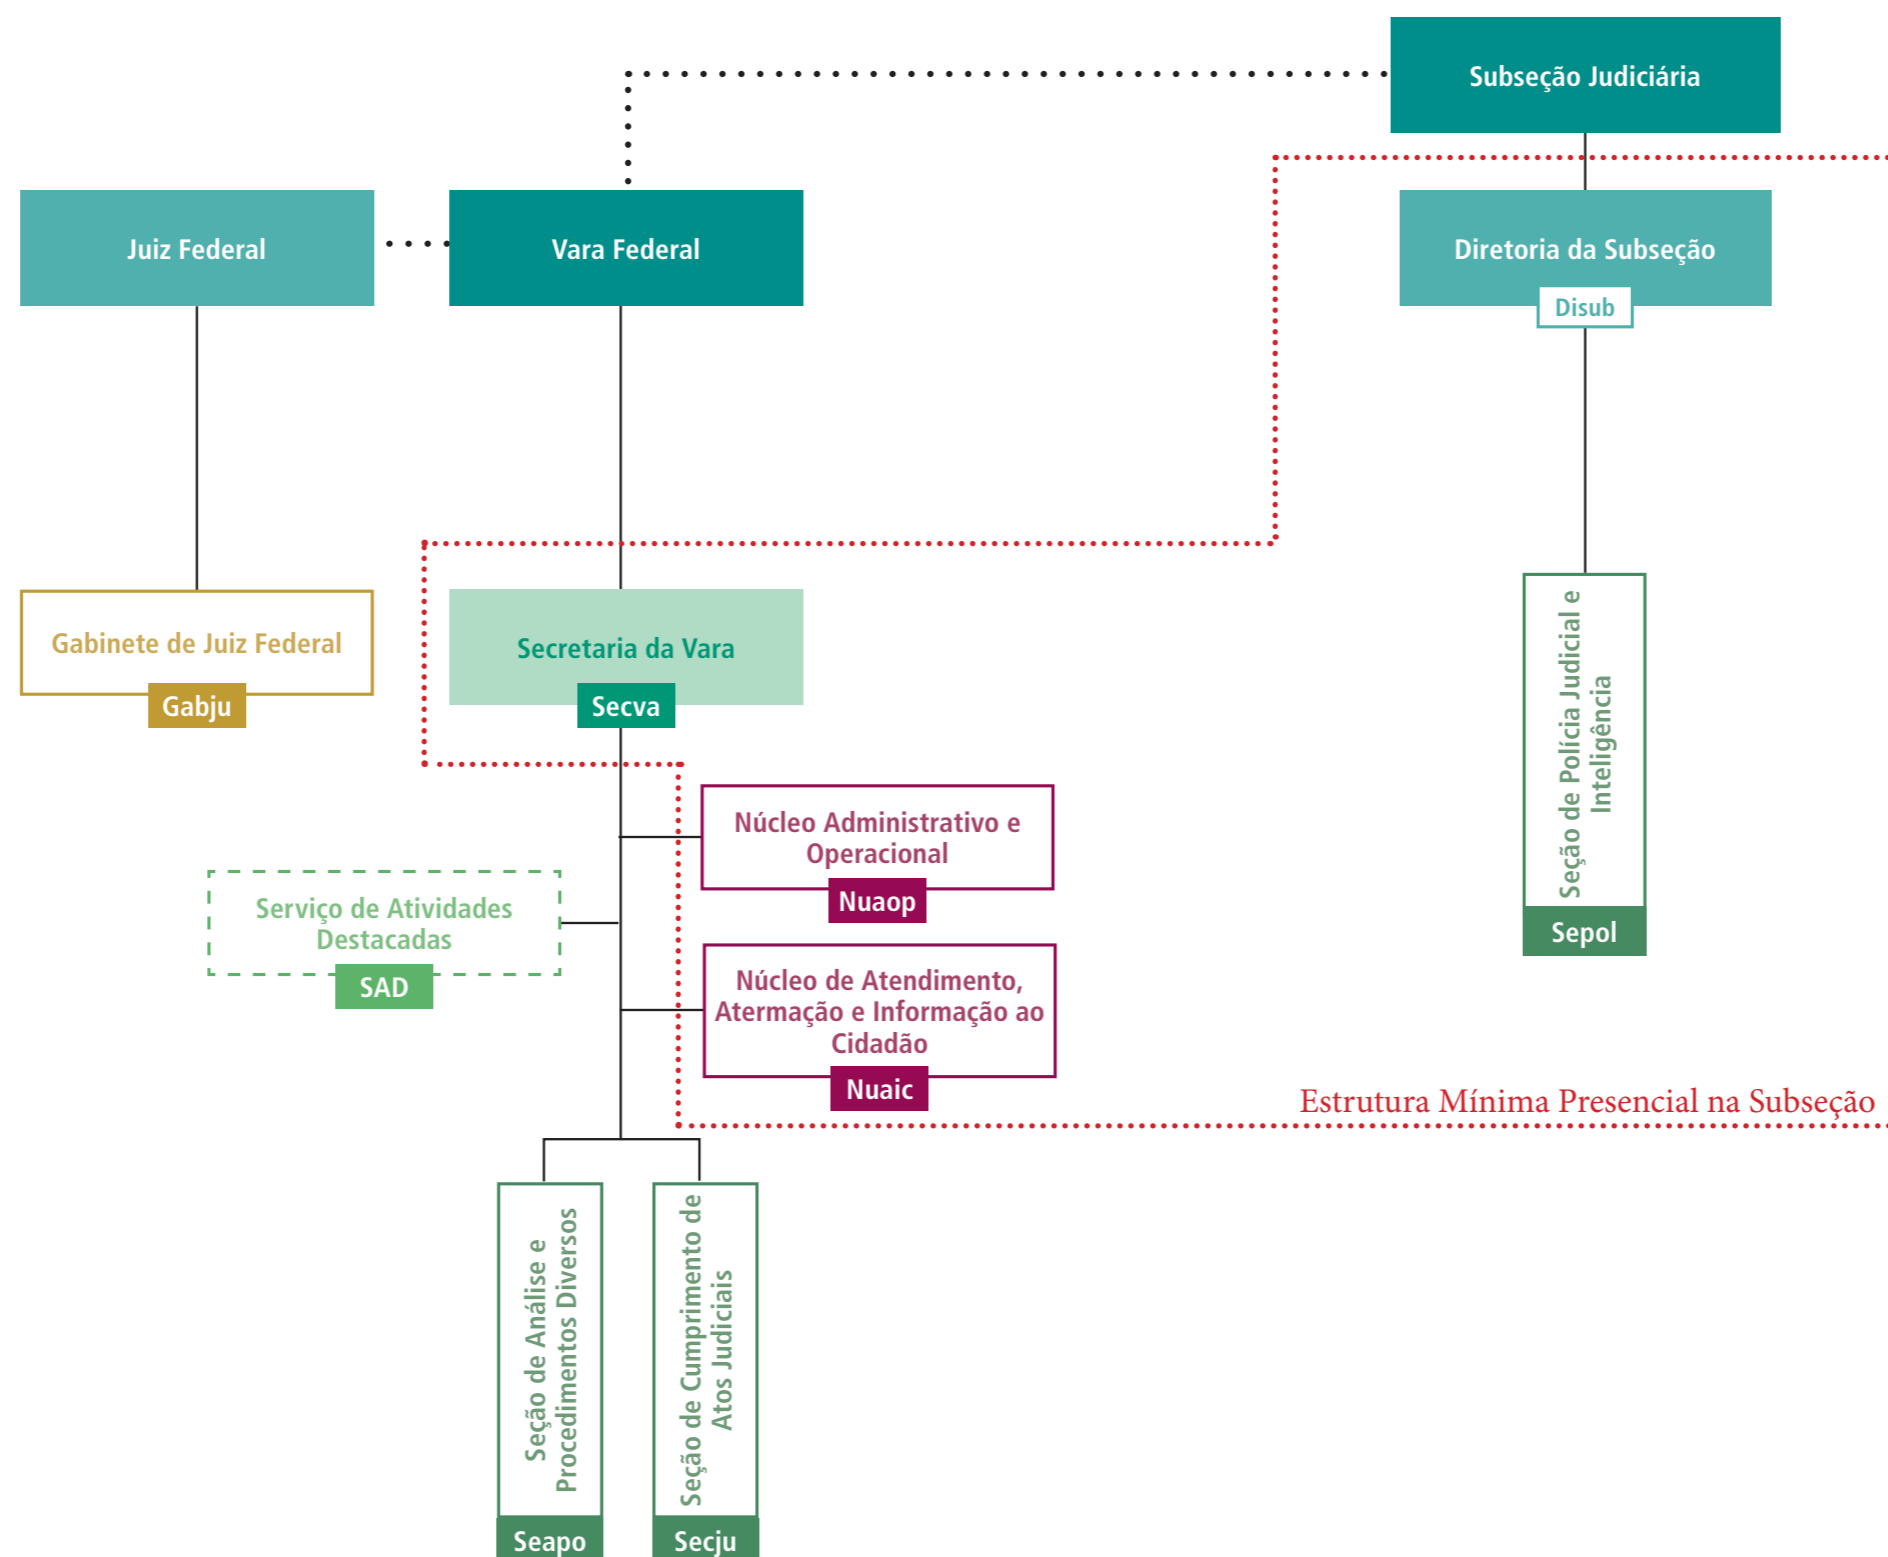 Subseção Judiciária
Juiz Federal
Vara Federal
Diretoria da Subseção
Disub
Gabinete de Juiz Federal
Gabju
Secretaria da Vara
Secva
Seção de Polícia Judicial e
Inteligência
Sepol
Núcleo Administrativo e
Operacional
Nuaop
Serviço de Atividades
Destacadas
SAD
Núcleo de Atendimento,
Atermação e Informação ao
Cidadão
Nuaic
Estrutura Mínima Presencial na Subseção
Seção de Análise e
Procedimentos Diversos
Seapo
Seção de Cumprimento de
Atos Judiciais
Secju